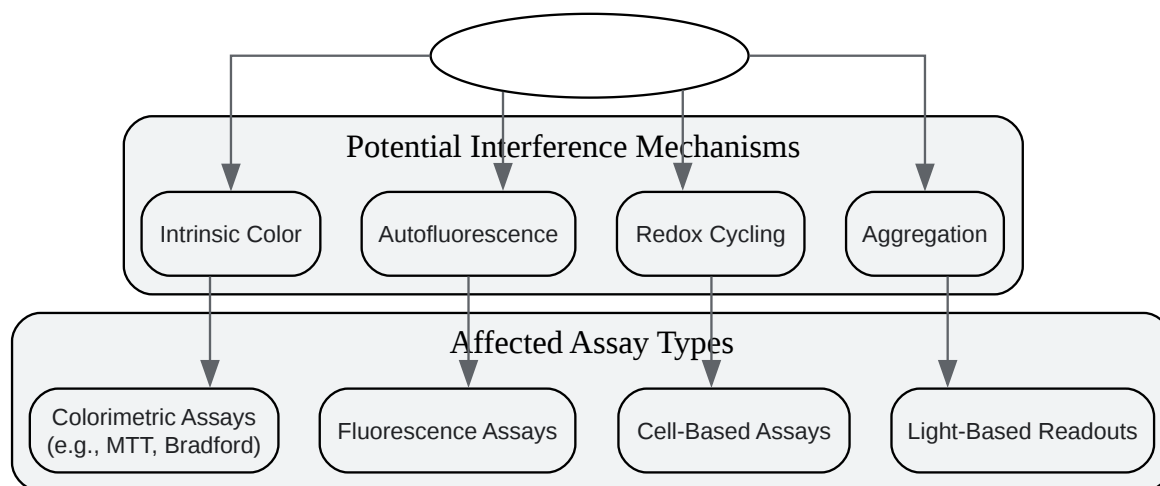 Potential Interference Mechanisms
Intrinsic Color
Autofluorescence
Redox Cycling
Aggregation
Affected Assay Types
Colorimetric Assays
(e.g., MTT, Bradford)
Fluorescence Assays
Cell-Based Assays
Light-Based Readouts